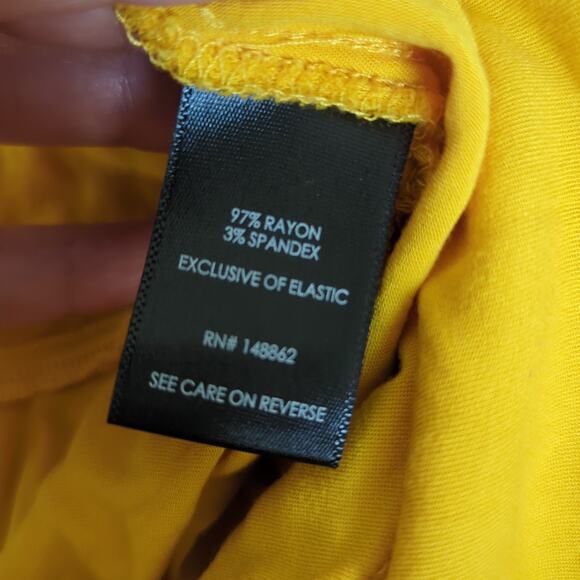 97% RAYON
3% SPANDEX
EXCLUSIVE OF ELASTIC
RN# 148862
SEE CARE ON REVERSE